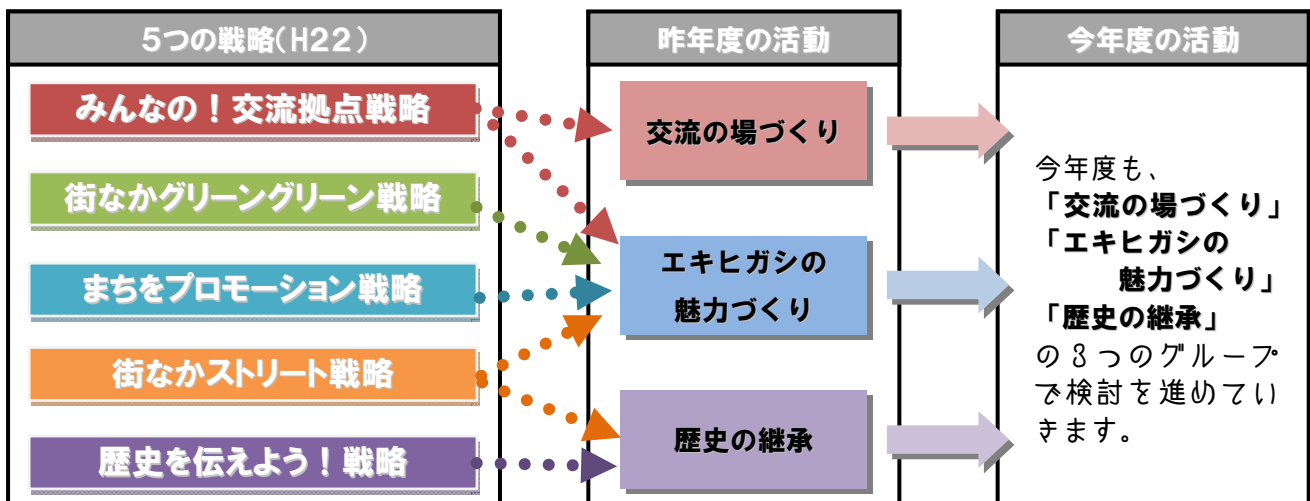 5つの戦略(H22)
みんなの!交流拠点戦略
街なかグリーングリーン戦略
まちをプロモーション戦略
街なかストリート戦略
歴史を伝えよう!戦略
昨年度の活動
交流の場づくり
エキヒガシの
魅力づくり
歴史の継承
今年度の活動
今年度も、
「交流の場づくり」
「エキヒガシの
魅力づくり」
「歴史の継承」
の3つのグループ
で検討を進めてい
きます。